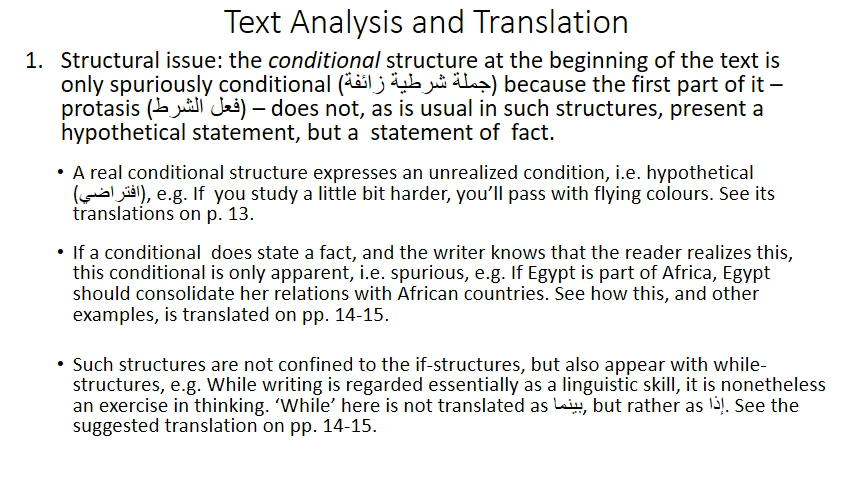 Text Analysis and Translation
1. Structural issue: the conditional structure at the beginning of the text is
only spuriously conditional (جملة شرطية زائفة) because the first part of it –
protasis (فعل الشرط) – does not, as is usual in such structures, present a
hypothetical statement, but a statement of fact.
• A real conditional structure expresses an unrealized condition, i.e. hypothetical
(افتراضي), e.g. If you study a little bit harder, you’ll pass with flying colours. See its
translations on p. 13.
• If a conditional does state a fact, and the writer knows that the reader realizes this,
this conditional is only apparent, i.e. spurious, e.g. If Egypt is part of Africa, Egypt
should consolidate her relations with African countries. See how this, and other
examples, is translated on pp. 14-15.
• Such structures are not confined to the if-structures, but also appear with while-
structures, e.g. While writing is regarded essentially as a linguistic skill, it is nonetheless
an exercise in thinking. ‘While’ here is not translated as بينما, but rather as إذا. See the
suggested translation on pp. 14-15.